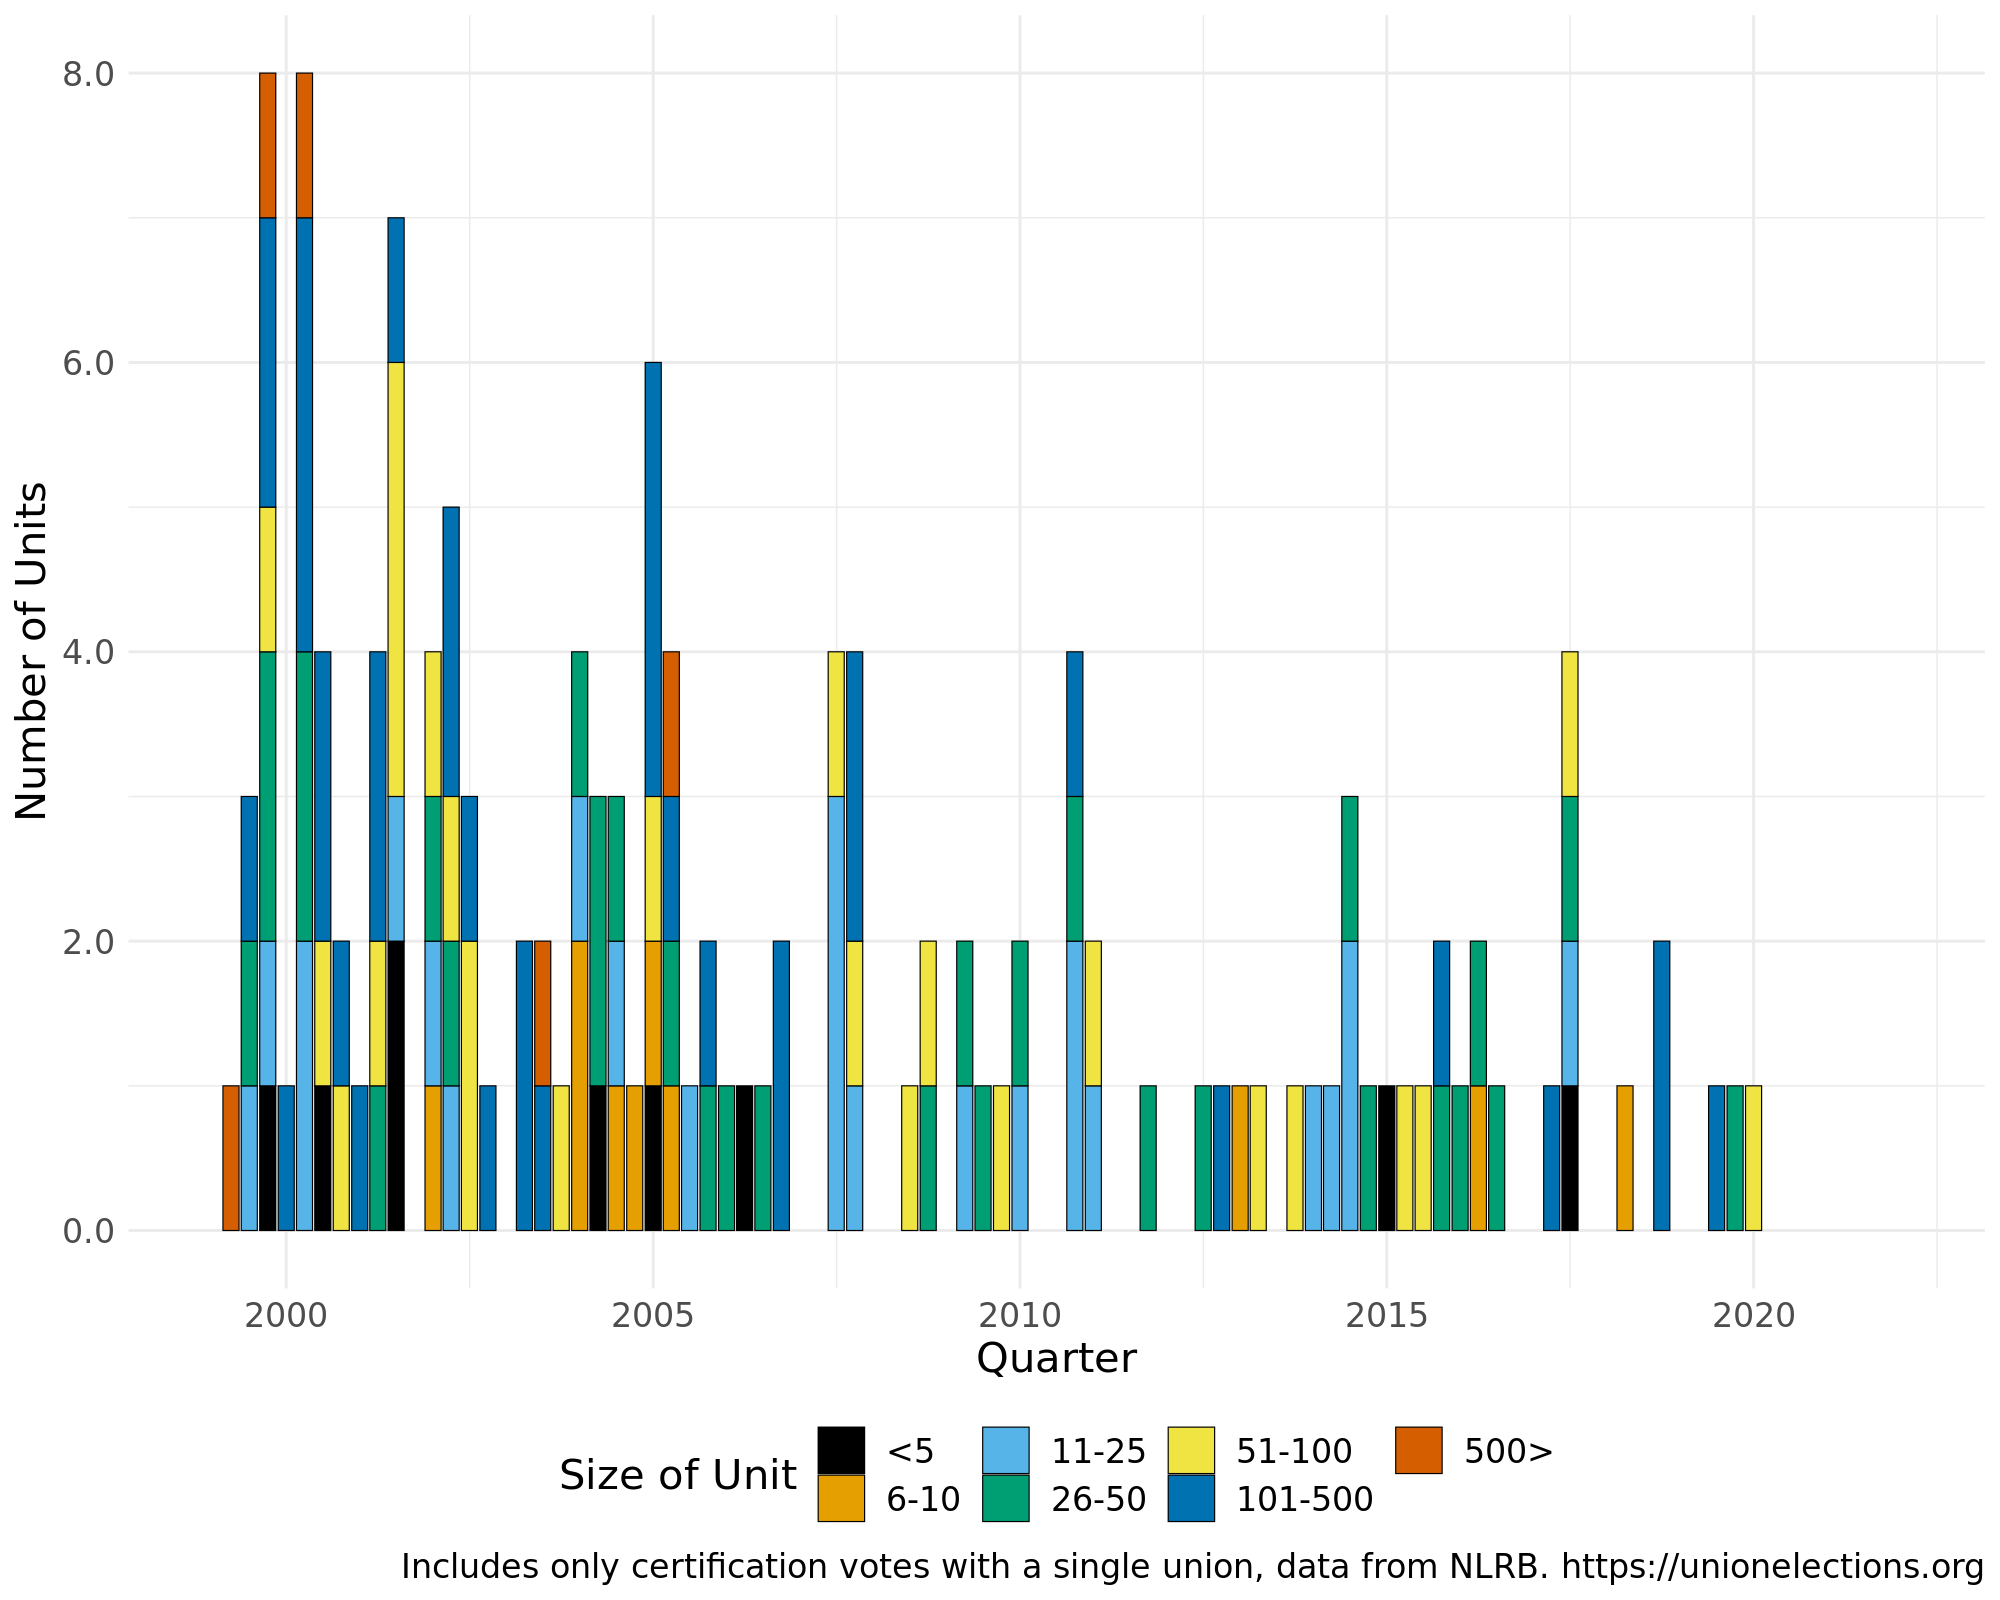 8.0
6.0
4.0
2.0
0.0
Number of Units
2000 2005 2010 2015 2020
Quarter
Size of Unit
<5 11-25 51-100 500>
6-10 26-50 101-500
Includes only certification votes with a single union, data from NLRB. https://unionelections.org